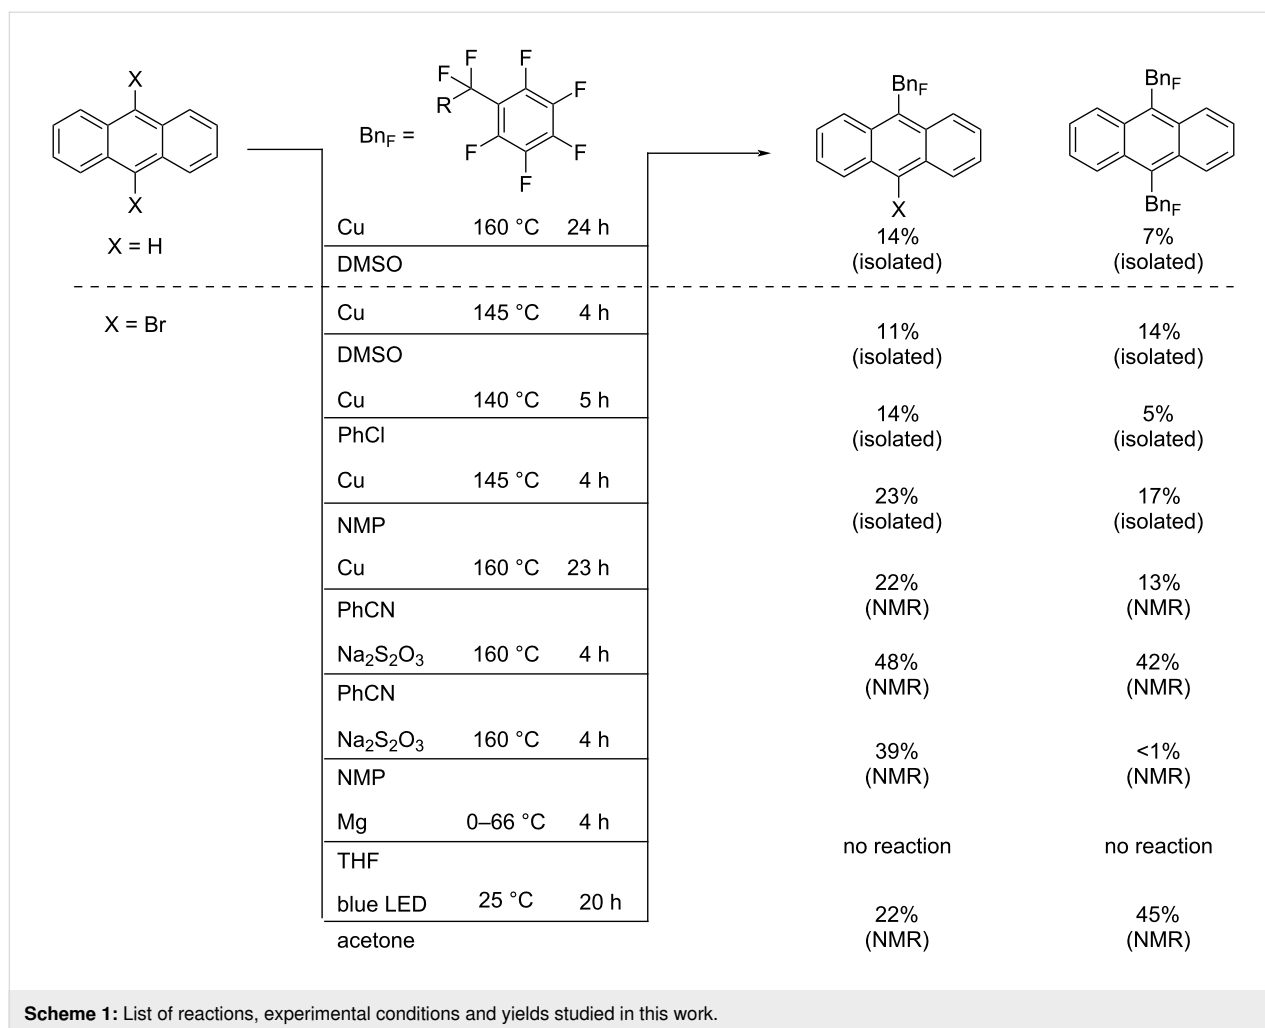 X
X
X = H
Bn_F =
F
F
R
F
F
F
F
F
Bn_F
X
Bn_F
Bn_F
Cu 160 °C 24 h
DMSO
14%
(isolated)
7%
(isolated)
X = Br
Cu 145 °C 4 h
DMSO
11%
(isolated)
14%
(isolated)
Cu 140 °C 5 h
PhCl
14%
(isolated)
5%
(isolated)
Cu 145 °C 4 h
NMP
23%
(isolated)
17%
(isolated)
Cu 160 °C 23 h
PhCN
22%
(NMR)
13%
(NMR)
Na₂S₂O₃ 160 °C 4 h
PhCN
48%
(NMR)
42%
(NMR)
Na₂S₂O₃ 160 °C 4 h
NMP
39%
(NMR)
<1%
(NMR)
Mg 0–66 °C 4 h
THF
no reaction
no reaction
blue LED 25 °C 20 h
acetone
22%
(NMR)
45%
(NMR)
Scheme 1: List of reactions, experimental conditions and yields studied in this work.